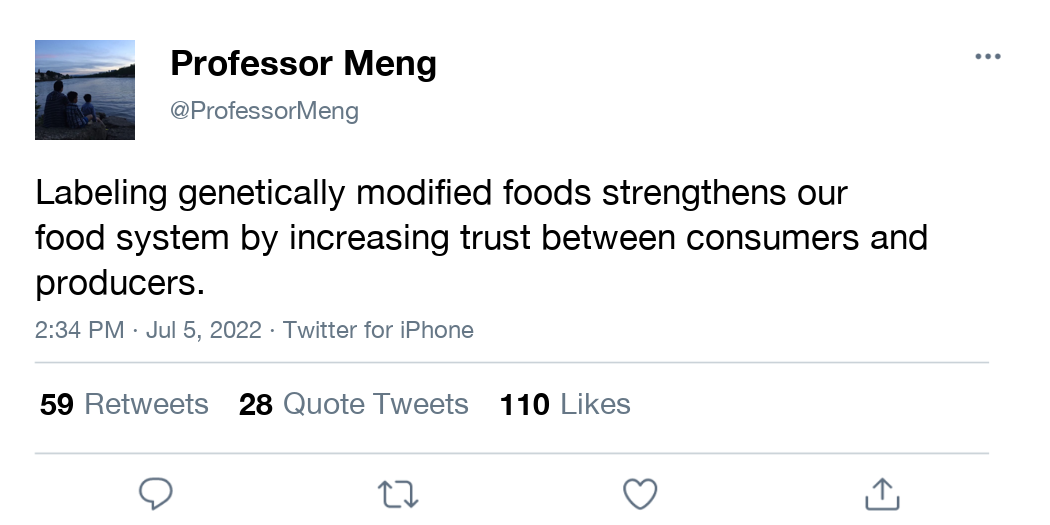 Professor Meng
@ProfessorMeng
Labeling genetically modified foods strengthens our
food system by increasing trust between consumers and
producers.
2:34 PM · Jul 5, 2022 · Twitter for iPhone
59 Retweets 28 Quote Tweets 110 Likes